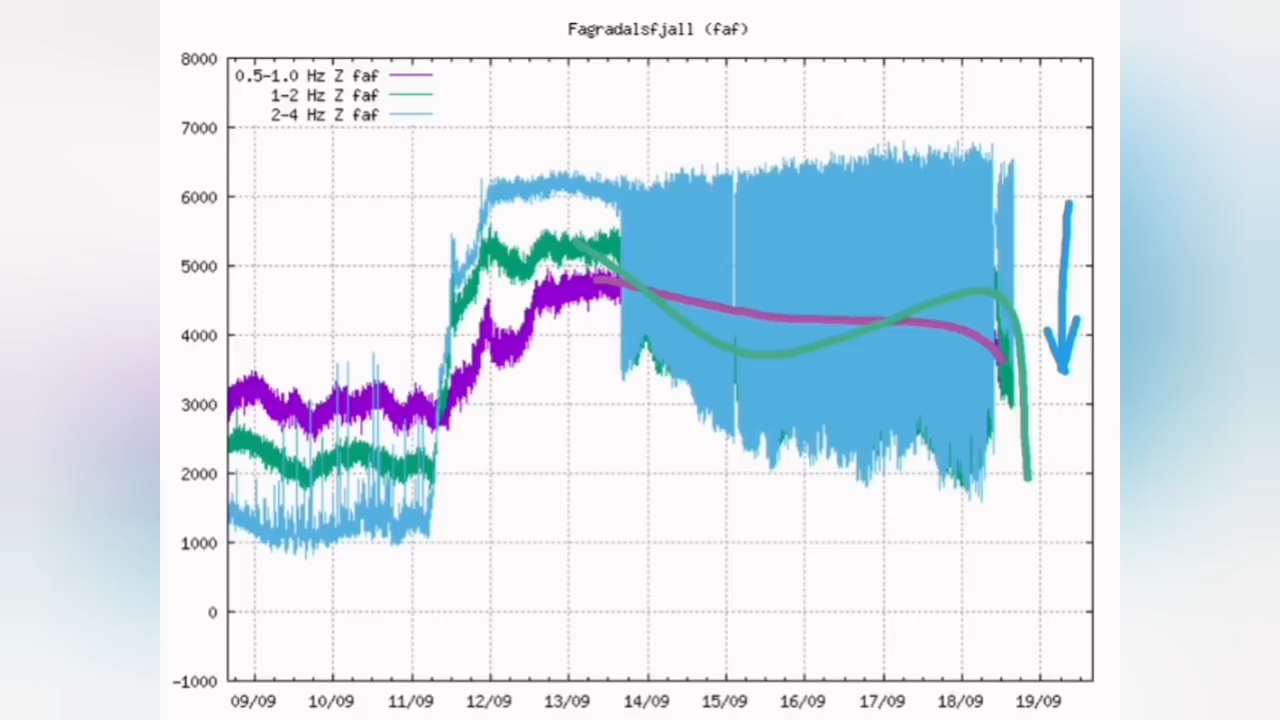 Fagradalsfjall (faf)
8000
0.5-1.0 Hz Z faf
1-2 Hz Z faf
2-4 Hz Z faf
7000
6000
5000
4000
3000
2000
1000
0
-1000
09/09 10/09 11/09 12/09 13/09 14/09 15/09 16/09 17/09 18/09 19/09